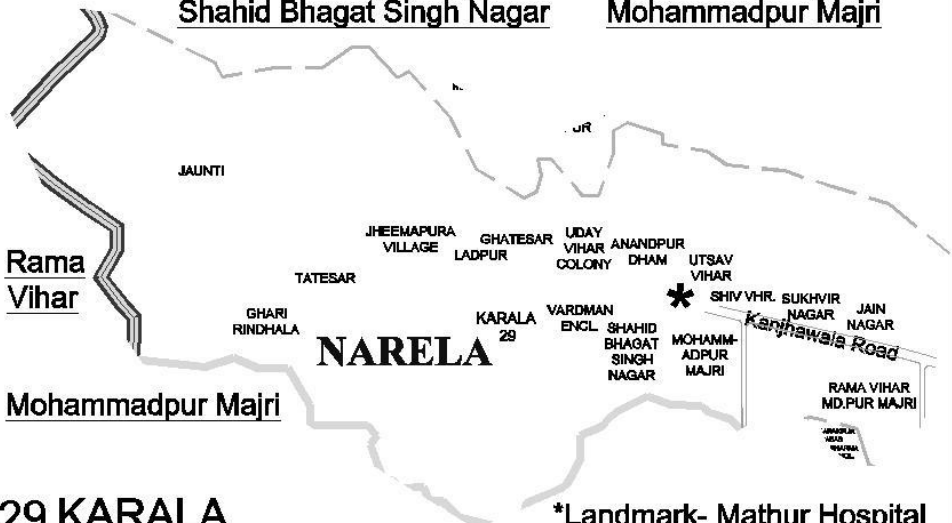 Shahid Bhagat Singh Nagar
Mohammadpur Majri
JAUNTI
JHEEMAPURA
VILLAGE
LADPUR
GHATESAR
UDAY
VIHAR
COLONY
ANANDPUR
DHAM
UTSAV
VIHAR
Rama
Vihar
TATESAR
GHARI
RINDHALA
NARELA
KARALA
29
VARDMAN
ENCL
SHAHID
BHAGAT
SINGH
NAGAR
*
SHIV VHR.
SUKHVIR
NAGAR
JAIN
NAGAR
Kanjhawala Road
MOHAMM-
ADPUR
MAJRI
RAMA VIHAR
MD.PUR MAJRI
Mohammadpur Majri
29 KARALA
*Landmark- Mathur Hospital